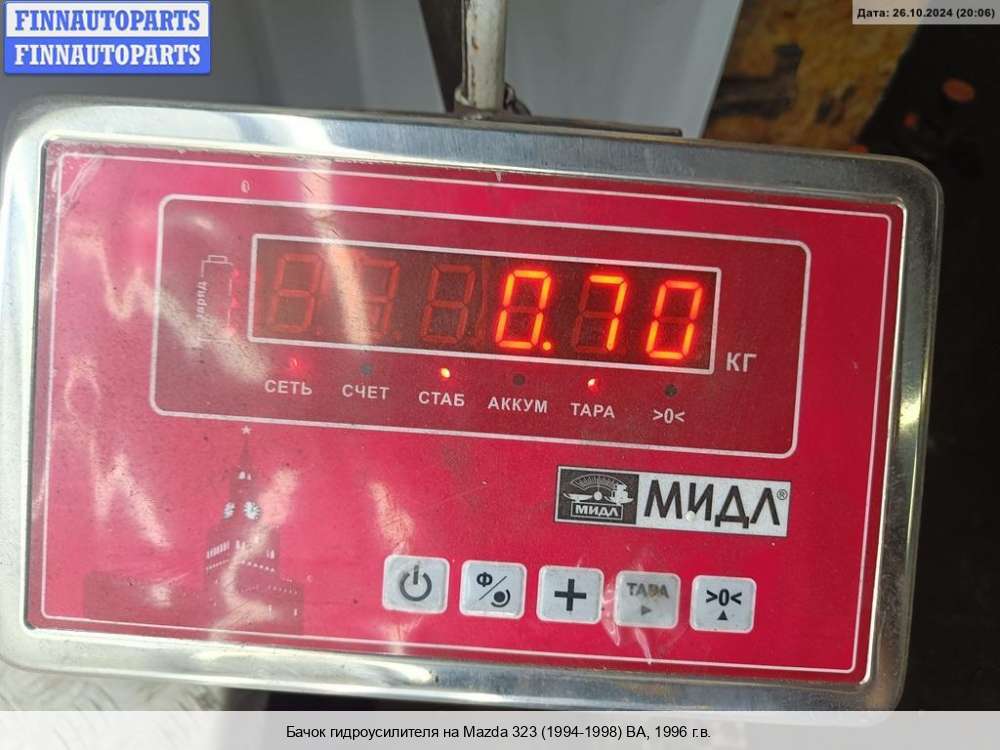 FINNAUTOPARTS
FINNAUTOPARTS
Дата: 26.10.2024 (20:06)
0.70
КГ
СЕТЬ СЧЕТ СТАБ АККУМ ТАРА >0<
МИДЛ МИДЛ®
Ф ТАРА >0<
Бачок гидроусилителя на Mazda 323 (1994-1998) BA, 1996 г.в.